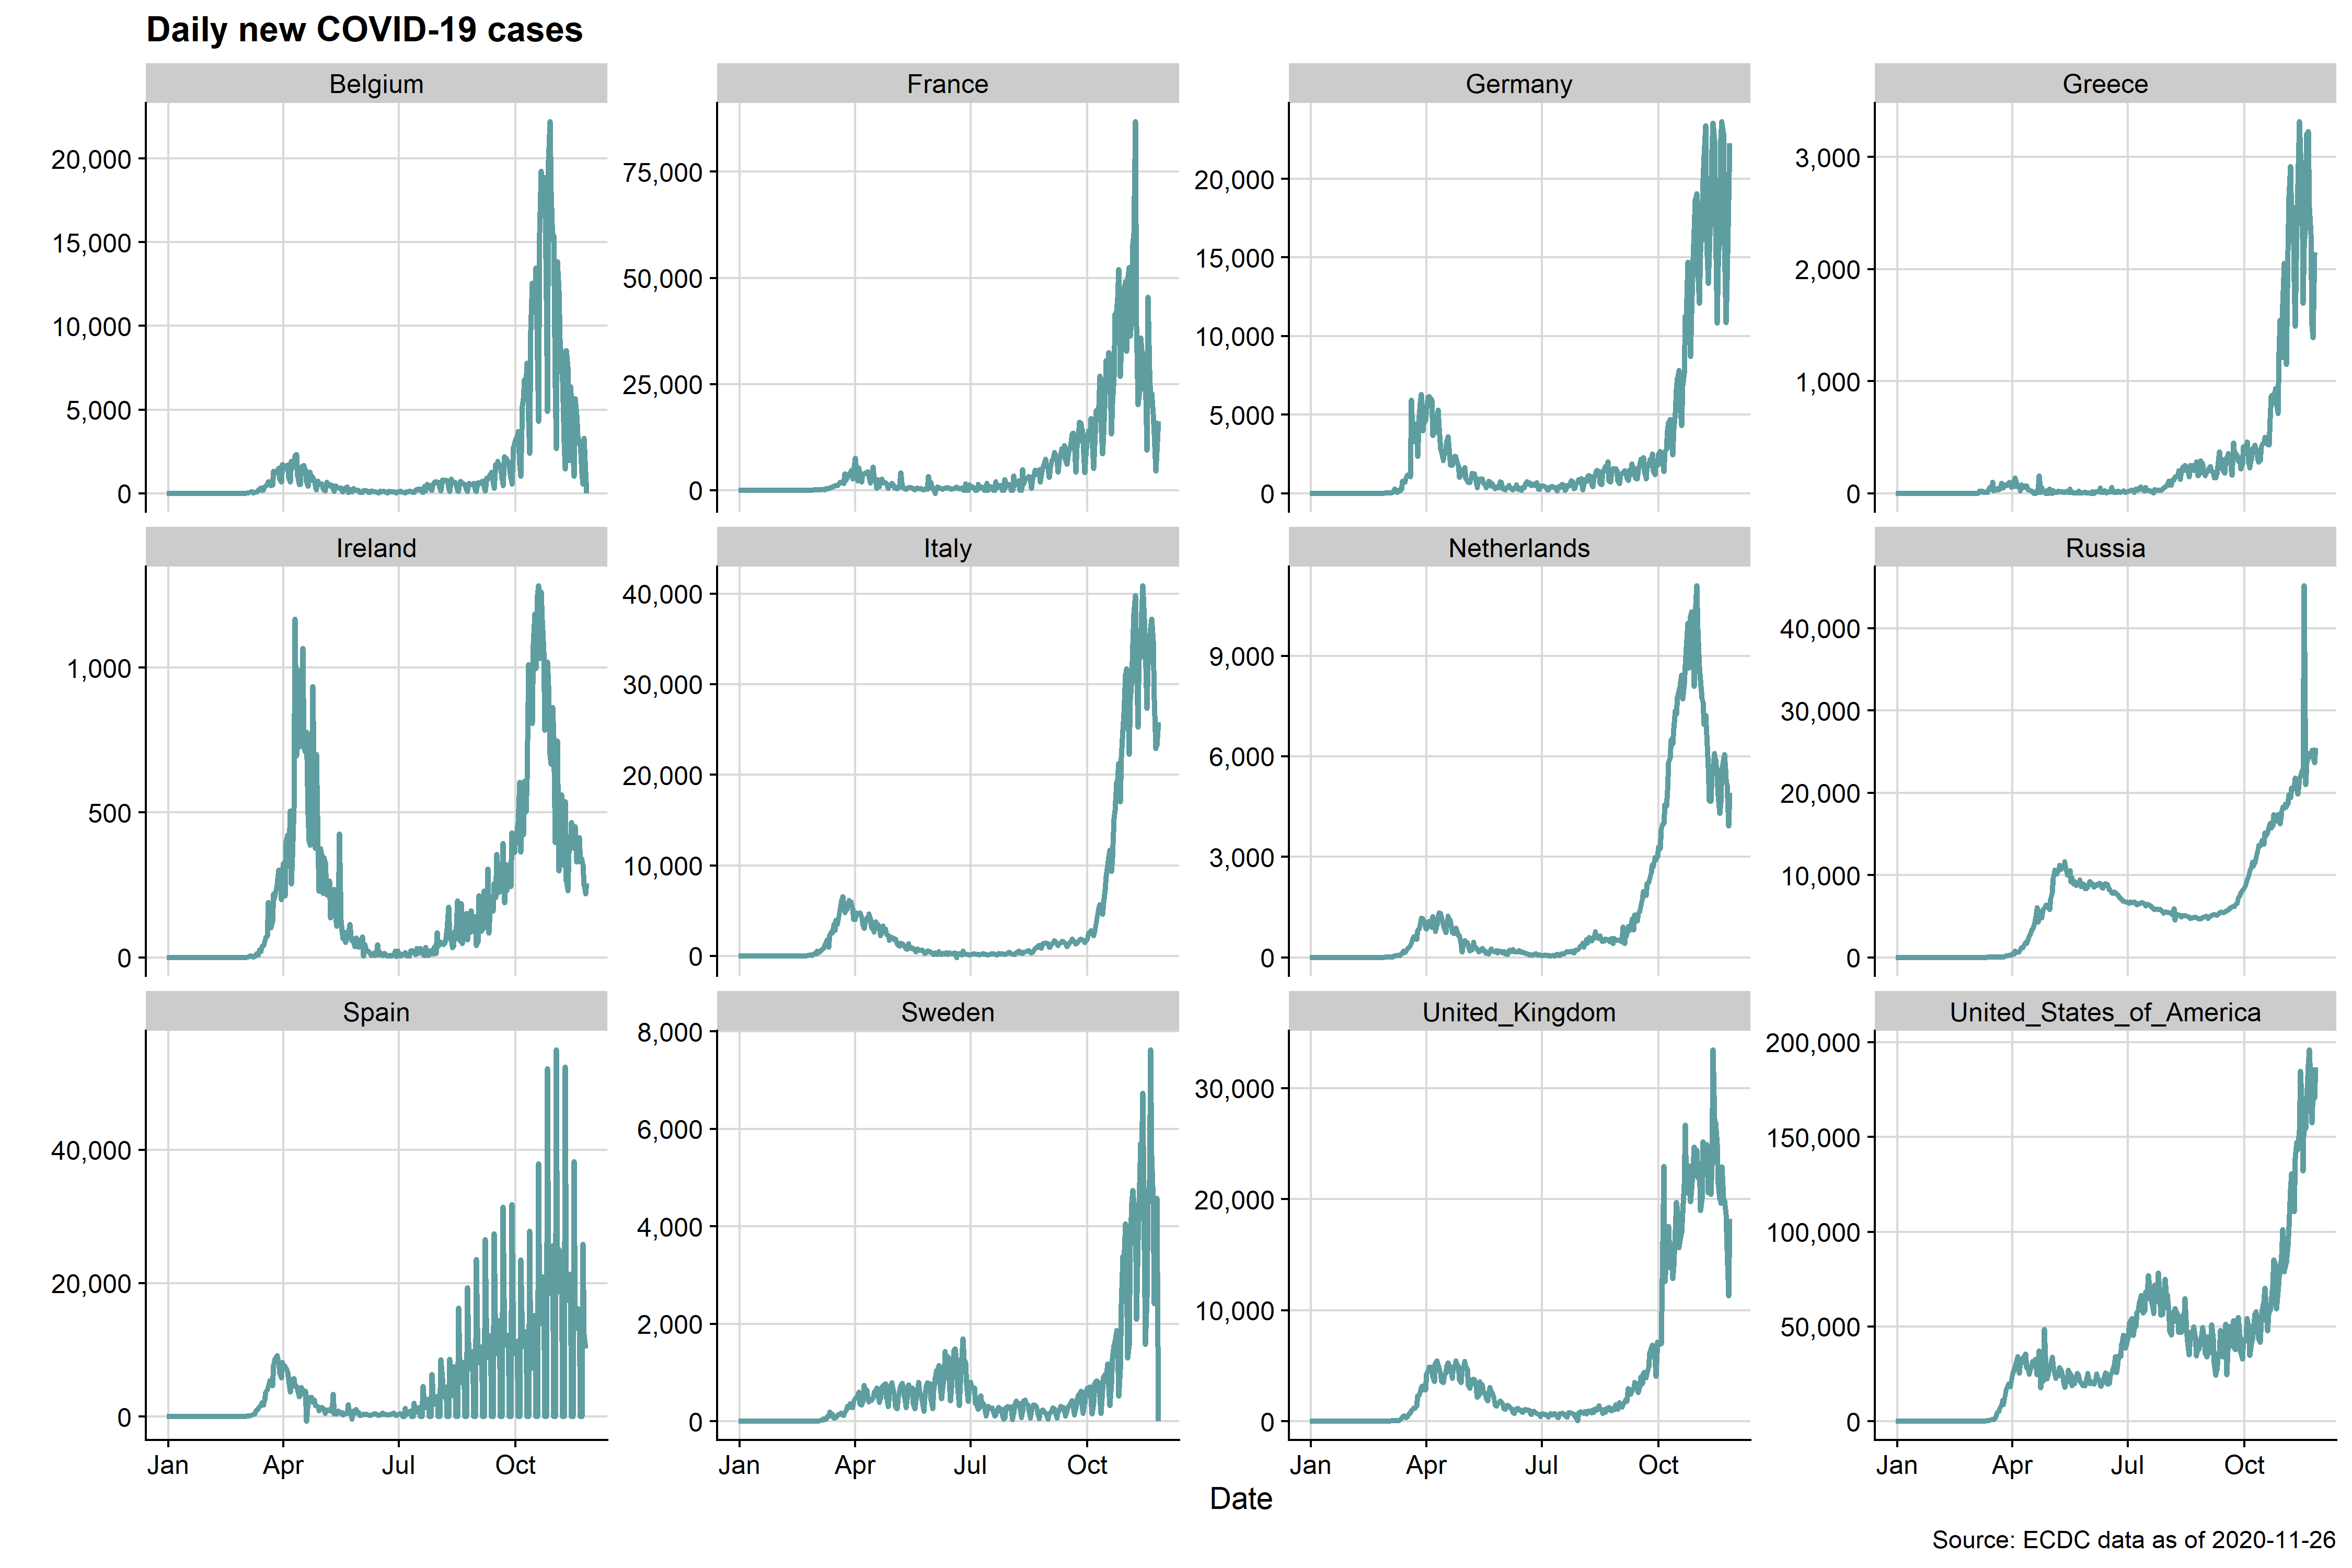 Daily new COVID-19 cases
Belgium
France
Germany
Greece
20,000
15,000
10,000
5,000
0
75,000
50,000
25,000
0
20,000
15,000
10,000
5,000
0
3,000
2,000
1,000
0
Ireland
Italy
Netherlands
Russia
1,000
500
0
40,000
30,000
20,000
10,000
0
9,000
6,000
3,000
0
40,000
30,000
20,000
10,000
0
Spain
Sweden
United_Kingdom
United_States_of_America
40,000
20,000
0
8,000
6,000
4,000
2,000
0
30,000
20,000
10,000
0
200,000
150,000
100,000
50,000
0
Jan Apr Jul Oct
Jan Apr Jul Oct
Jan Apr Jul Oct
Jan Apr Jul Oct
Date
Source: ECDC data as of 2020-11-26